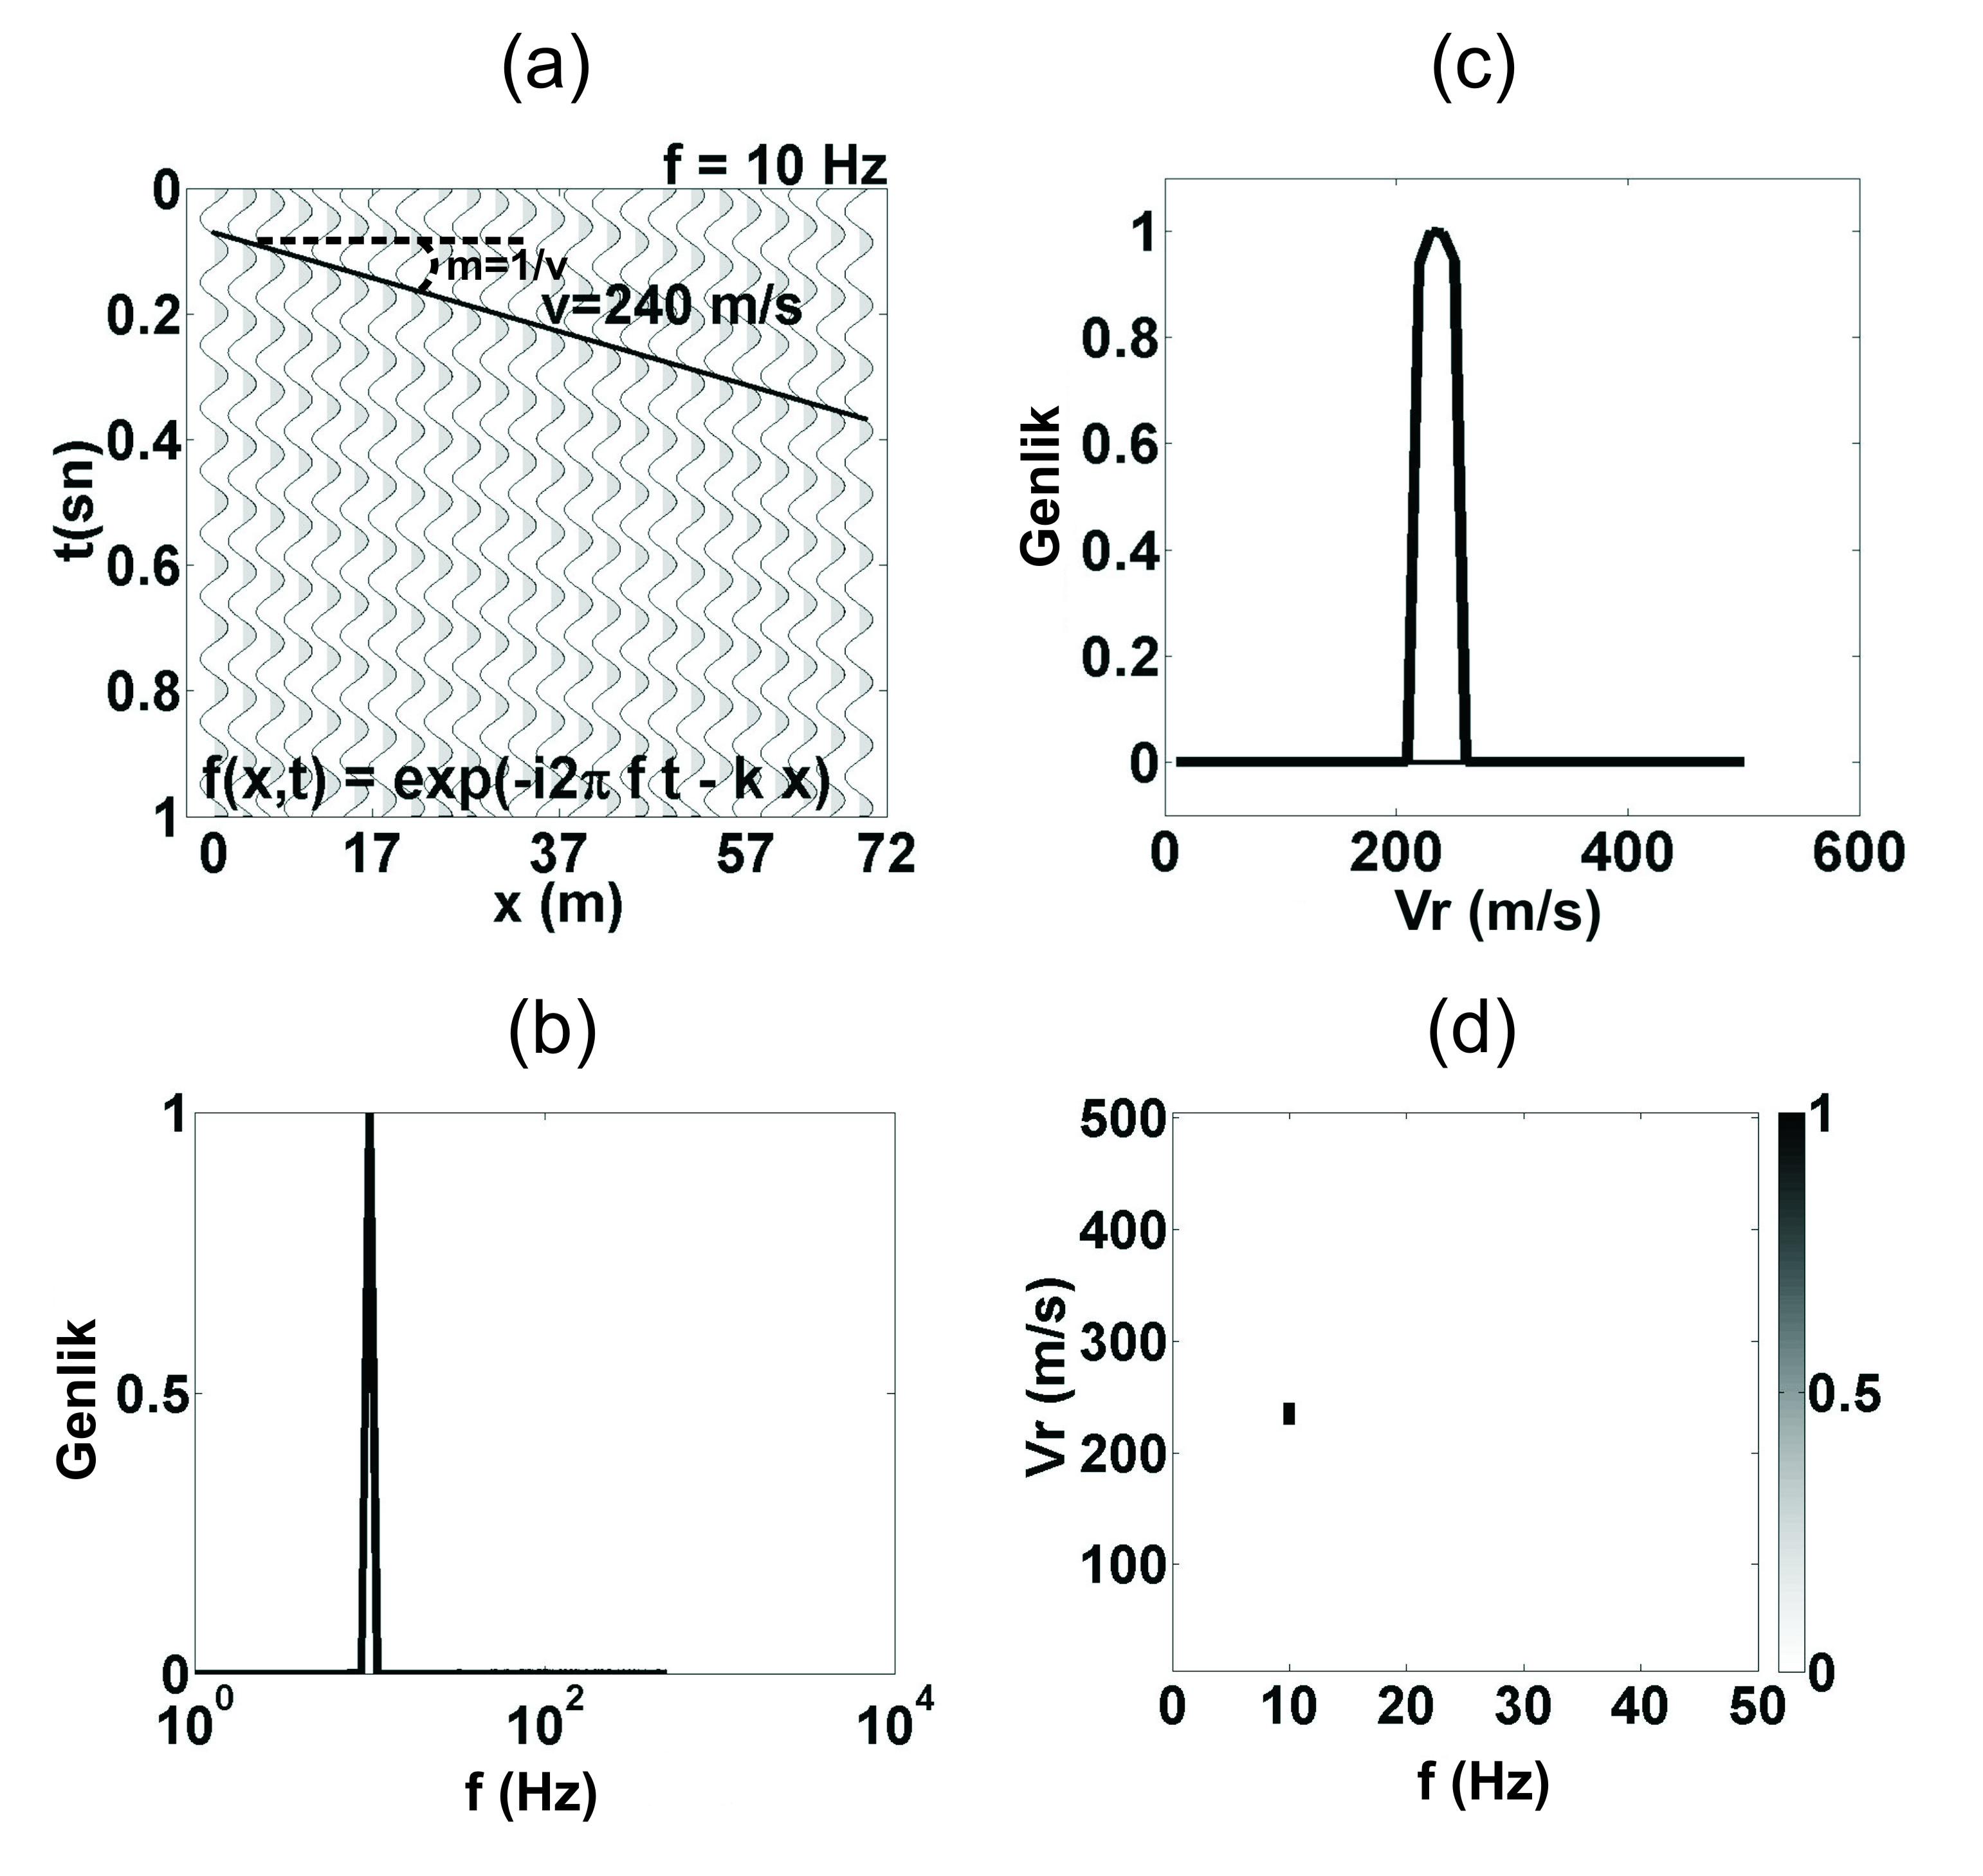 (a)
f = 10 Hz
0
0.2
0.4
0.6
0.8
1
t(sn)
m=1/v
v=240 m/s
f(x,t) = exp(-i2π f t - k x)
0 17 37 57 72
x (m)
(c)
1
0.8
0.6
0.4
0.2
0
Genlik
0 200 400 600
Vr (m/s)
(b)
1
0.5
0
Genlik
10^0 10^2 10^4
f (Hz)
(d)
500
400
300
200
100
Vr (m/s)
0 10 20 30 40 50
f (Hz)
1
0.5
0